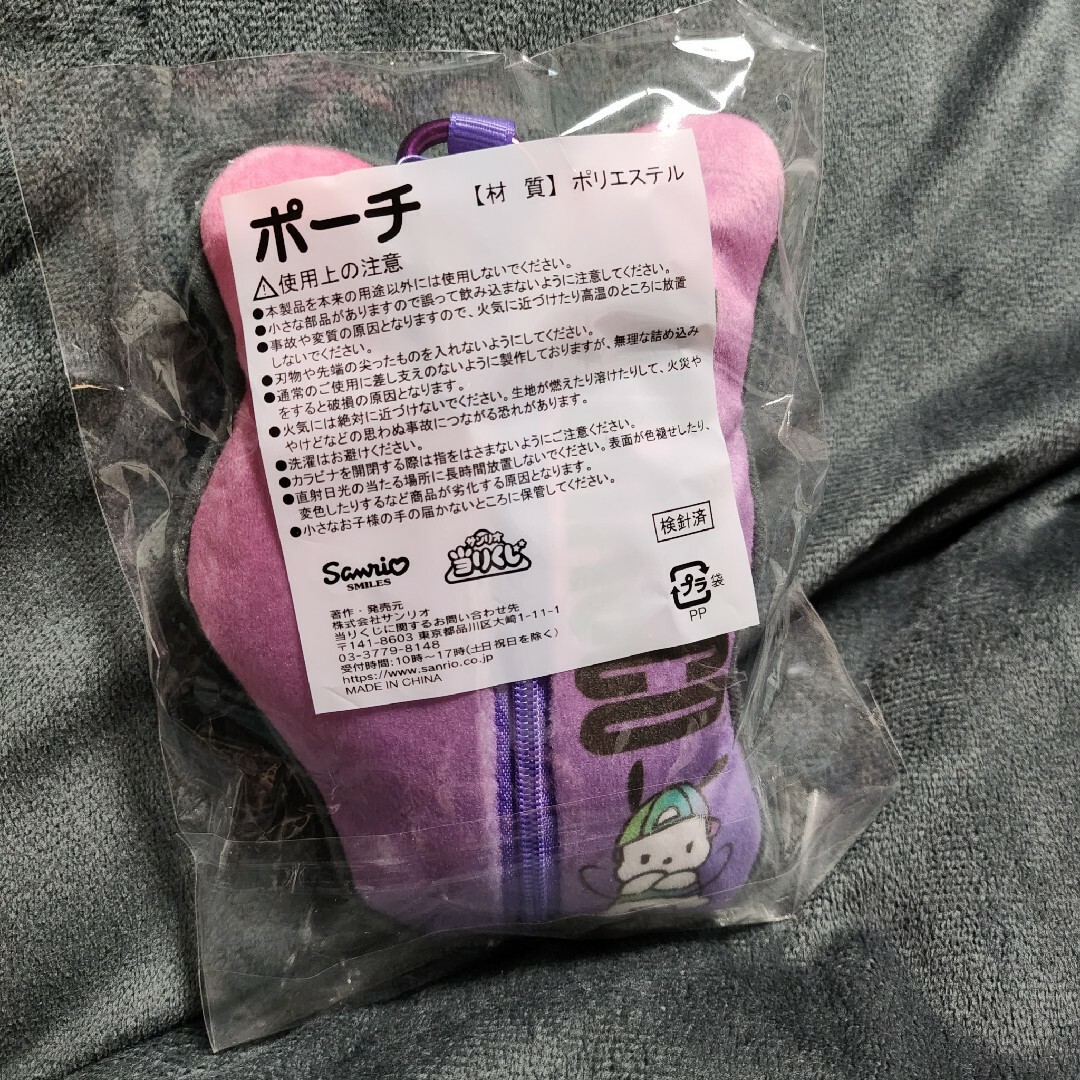 ポーチ
【材 質】 ポリエステル
⚠使用上の注意
●本製品を本来の用途以外には使用しないでください。
●小さな部品がありますので誤って飲み込まないように注意してください。
●事故や変質の原因となりますので、火気に近づけたり高温のところに放置
しないでください。
●刃物や先端の尖ったものを入れないようにしてください。
●通常のご使用に差し支えのないように製作しておりますが、無理な詰め込み
をすると破損の原因となります。
●火気には絶対に近づけないでください。生地が燃えたり溶けたりして、火災や
やけどなどの思わぬ事故につながる恐れがあります。
●洗濯はお避けください。
●カラビナを開閉する際は指をはさまないようにご注意ください。
●直射日光の当たる場所に長時間放置しないでください。表面が色褪せしたり、
変色したりするなど商品が劣化する原因となります。
●小さなお子様の手の届かないところに保管してください。
検針済
Sanrio
SMILES
サンリオ
当りくじ
プラ 袋
PP
著作・発売元
株式会社サンリオ
当りくじに関するお問い合わせ先
〒141-8603 東京都品川区大崎1-11-1
03-3779-8148
受付時間:10時～17時(土日祝日を除く)
https://www.sanrio.co.jp
MADE IN CHINA